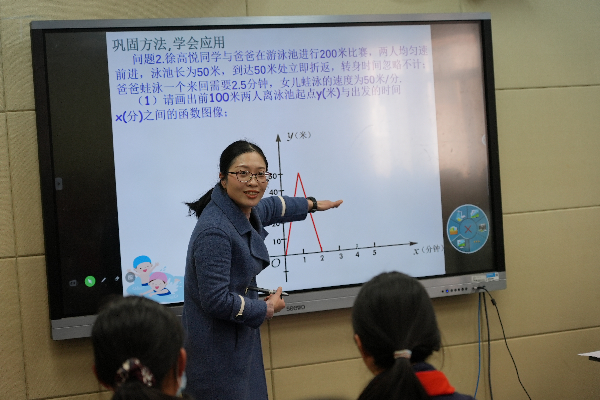 巩固方法,学会应用
问题2.徐高悦同学与爸爸在游泳池进行200米比赛，两人均匀速
前进，泳池长为50米，到达50米处立即折返，转身时间忽略不计；
爸爸蛙泳一个来回需要2.5分钟，女儿蛙泳的速度为50米/分.
（1）请画出前100米两人离泳池起点y(米)与出发的时间
x(分)之间的函数图像；
y(米)
50
40
10
O 1 2 3 4 5 x(分钟)
seewo